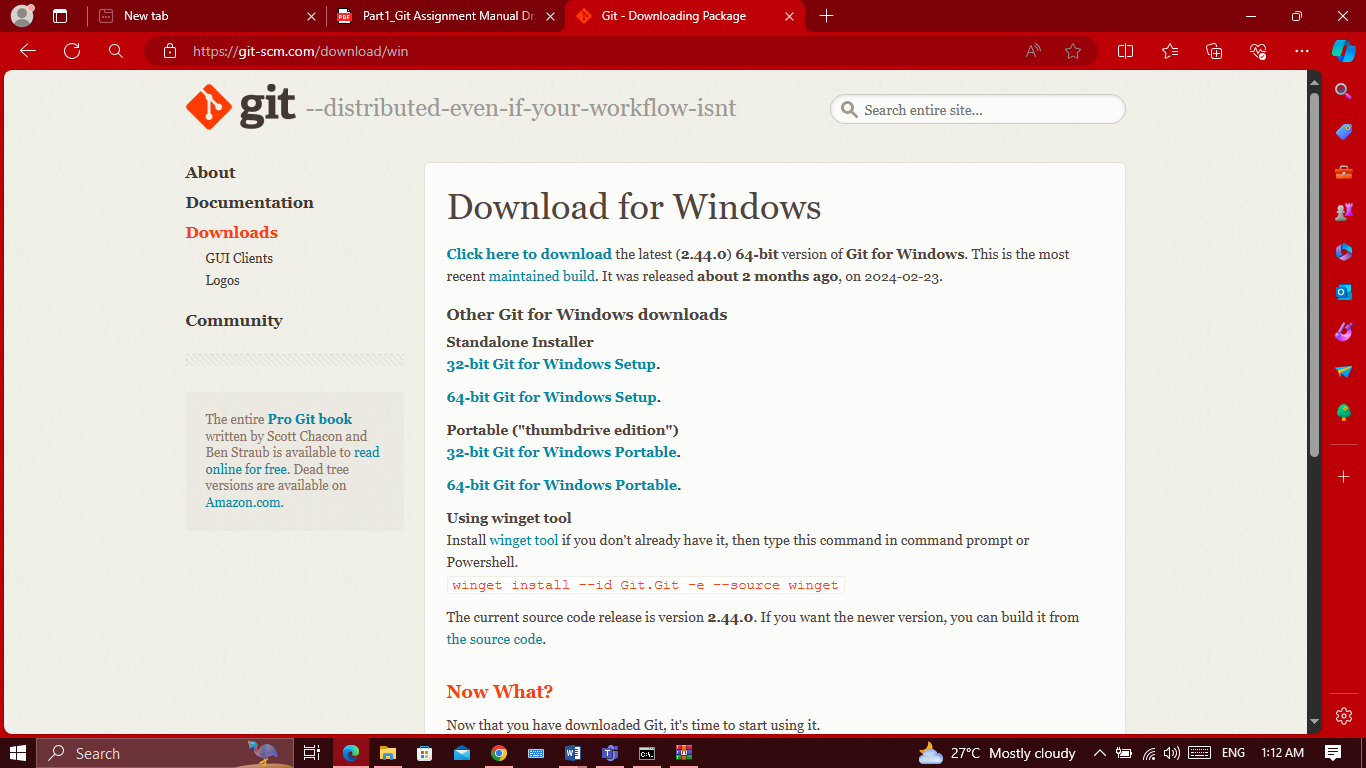 New tab
Part1_Git Assignment Manual Dr.
Git - Downloading Package
https://git-scm.com/download/win
git --distributed-even-if-your-workflow-isnt
Search entire site...
About
Documentation
Downloads
GUI Clients
Logos
Community
The entire Pro Git book
written by Scott Chacon and
Ben Straub is available to read
online for free. Dead tree
versions are available on
Amazon.com.
Download for Windows
Click here to download the latest (2.44.0) 64-bit version of Git for Windows. This is the most
recent maintained build. It was released about 2 months ago, on 2024-02-23.
Other Git for Windows downloads
Standalone Installer
32-bit Git for Windows Setup.
64-bit Git for Windows Setup.
Portable ("thumbdrive edition")
32-bit Git for Windows Portable.
64-bit Git for Windows Portable.
Using winget tool
Install winget tool if you don't already have it, then type this command in command prompt or
Powershell.
winget install --id Git.Git -e --source winget
The current source code release is version 2.44.0. If you want the newer version, you can build it from
the source code.
Now What?
Now that you have downloaded Git, it's time to start using it.
Search
27°C Mostly cloudy
ENG
1:12 AM